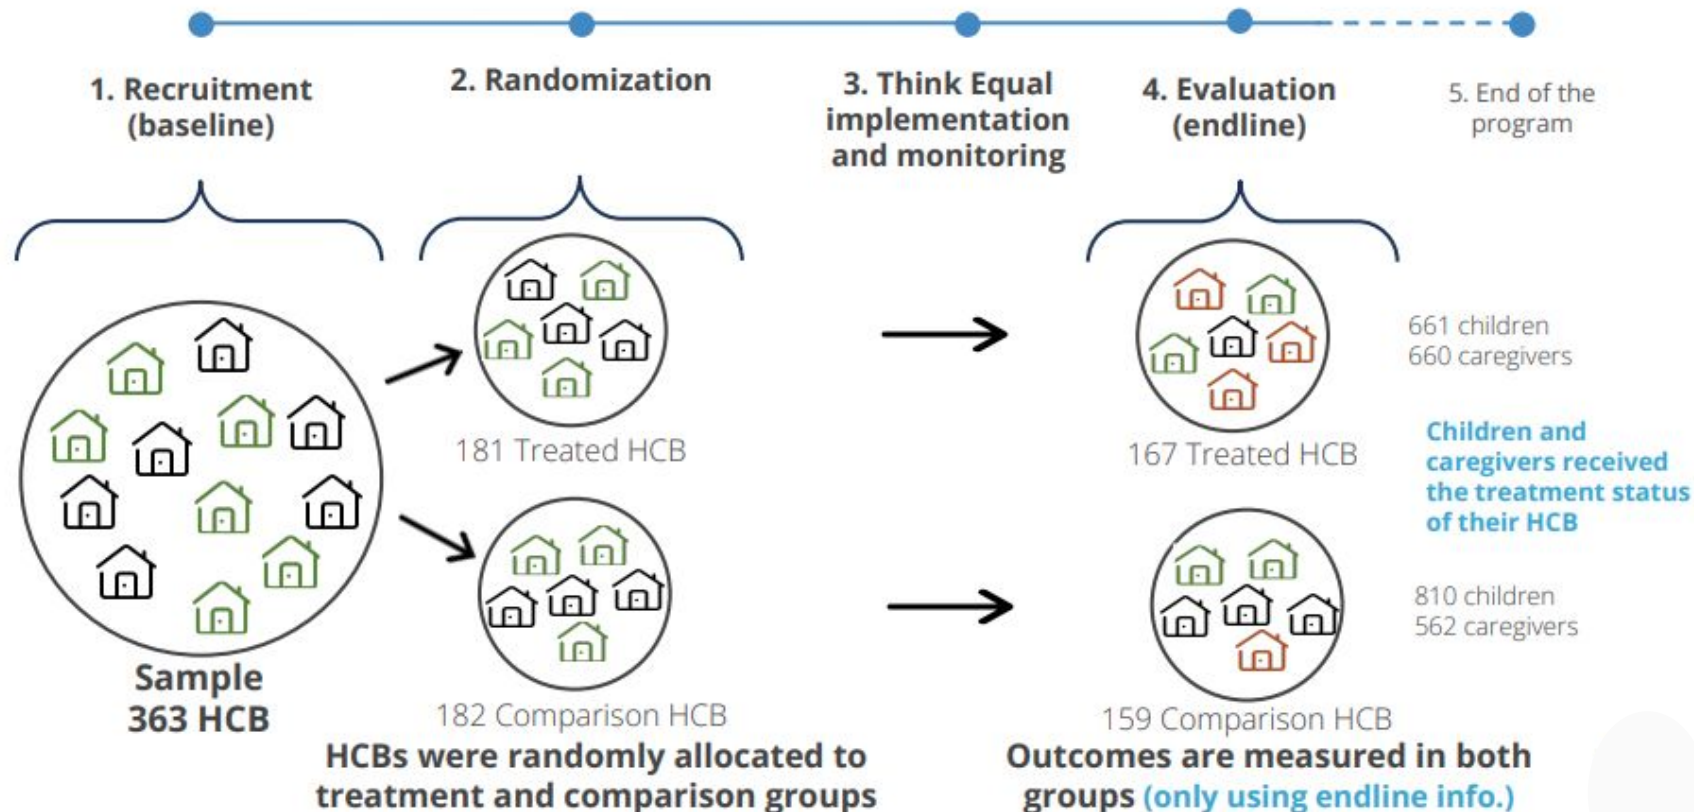 1. Recruitment
(baseline)
2. Randomization
3. Think Equal
implementation
and monitoring
4. Evaluation
(endline)
5. End of the
program
Sample
363 HCB
181 Treated HCB
182 Comparison HCB
HCBs were randomly allocated to
treatment and comparison groups
167 Treated HCB
661 children
660 caregivers
Children and
caregivers received
the treatment status
of their HCB
159 Comparison HCB
810 children
562 caregivers
Outcomes are measured in both
groups (only using endline info.)